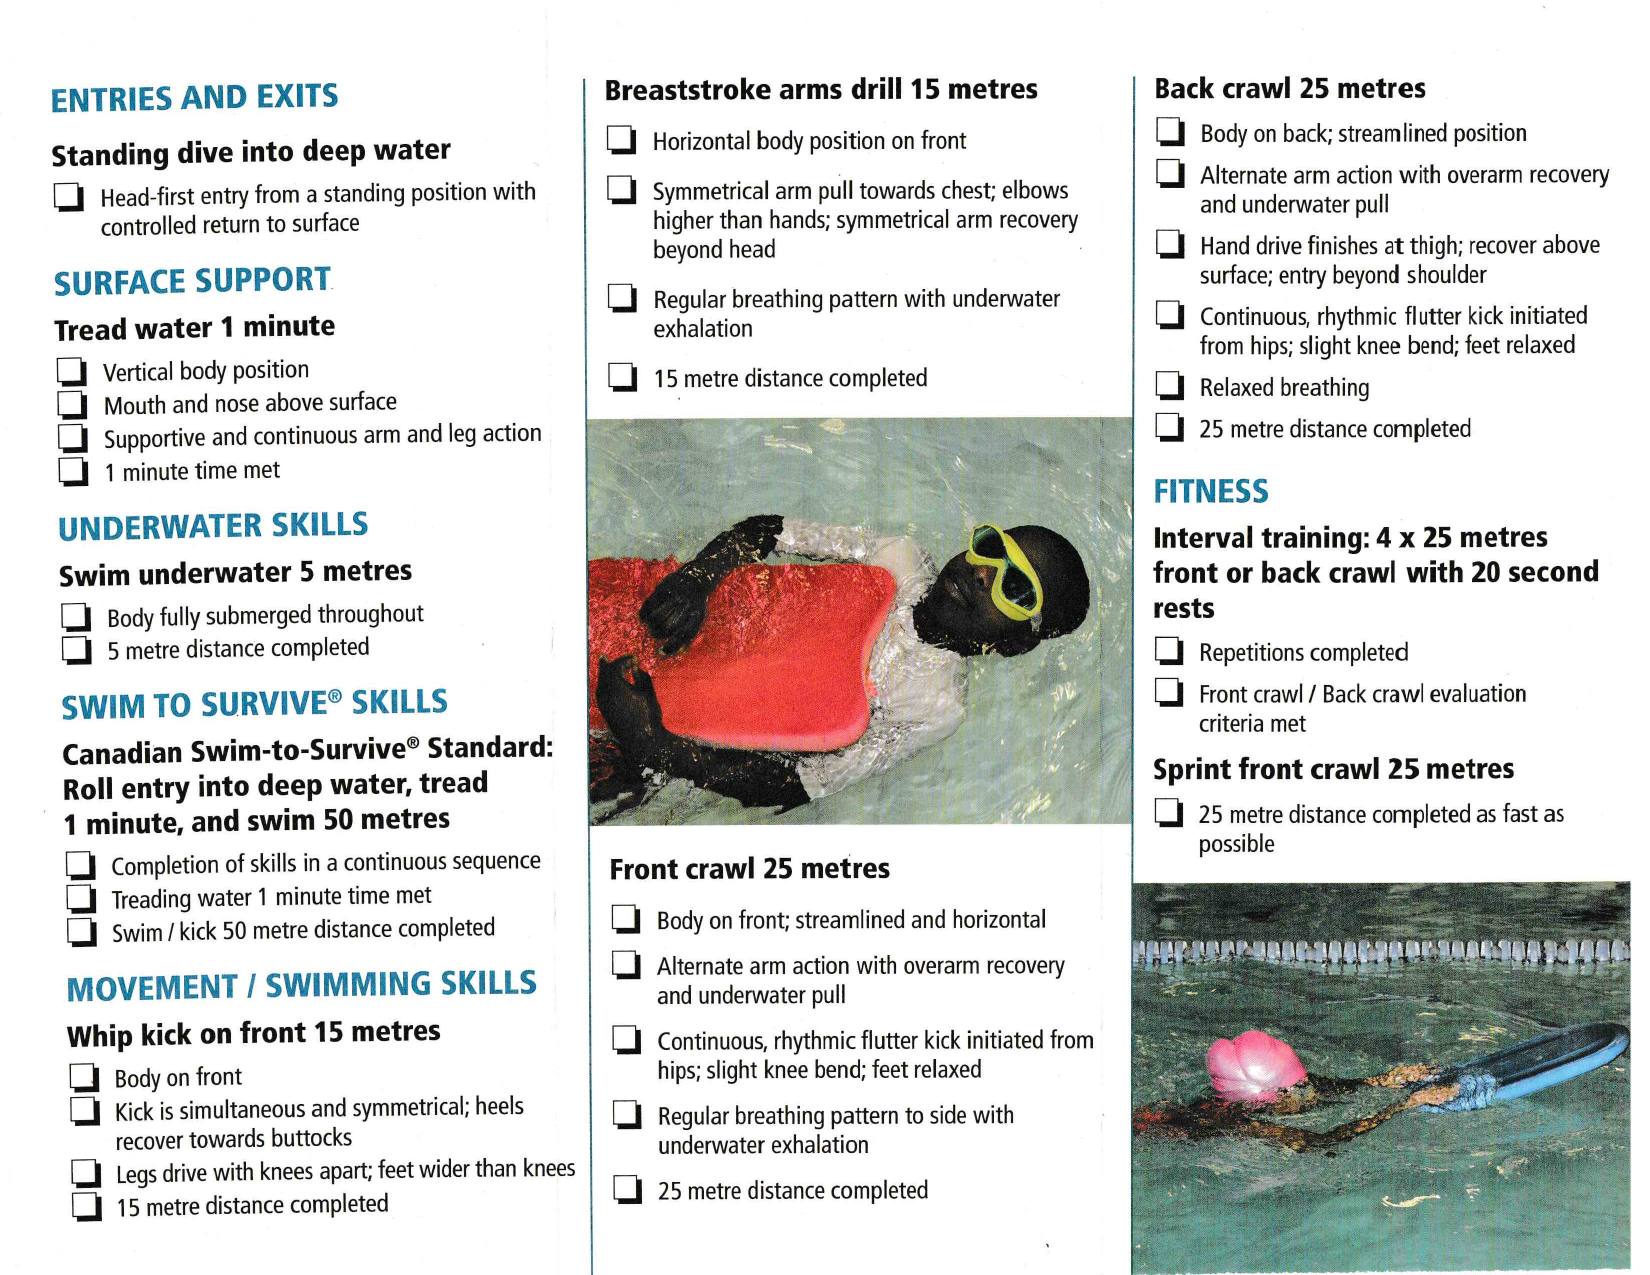 ENTRIES AND EXITS
Standing dive into deep water
Head-first entry from a standing position with
controlled return to surface
SURFACE SUPPORT
Tread water 1 minute
Vertical body position
Mouth and nose above surface
Supportive and continuous arm and leg action
1 minute time met
UNDERWATER SKILLS
Swim underwater 5 metres
Body fully submerged throughout
5 metre distance completed
SWIM TO SURVIVE® SKILLS
Canadian Swim-to-Survive® Standard:
Roll entry into deep water, tread
1 minute, and swim 50 metres
Completion of skills in a continuous sequence
Treading water 1 minute time met
Swim / kick 50 metre distance completed
MOVEMENT / SWIMMING SKILLS
Whip kick on front 15 metres
Body on front
Kick is simultaneous and symmetrical; heels
recover towards buttocks
Legs drive with knees apart; feet wider than knees
15 metre distance completed
Breaststroke arms drill 15 metres
Horizontal body position on front
Symmetrical arm pull towards chest; elbows
higher than hands; symmetrical arm recovery
beyond head
Regular breathing pattern with underwater
exhalation
15 metre distance completed
Front crawl 25 metres
Body on front; streamlined and horizontal
Alternate arm action with overarm recovery
and underwater pull
Continuous, rhythmic flutter kick initiated from
hips; slight knee bend; feet relaxed
Regular breathing pattern to side with
underwater exhalation
25 metre distance completed
Back crawl 25 metres
Body on back; streamlined position
Alternate arm action with overarm recovery
and underwater pull
Hand drive finishes at thigh; recover above
surface; entry beyond shoulder
Continuous, rhythmic flutter kick initiated
from hips; slight knee bend; feet relaxed
Relaxed breathing
25 metre distance completed
FITNESS
Interval training: 4 x 25 metres
front or back crawl with 20 second
rests
Repetitions completed
Front crawl / Back crawl evaluation
criteria met
Sprint front crawl 25 metres
25 metre distance completed as fast as
possible